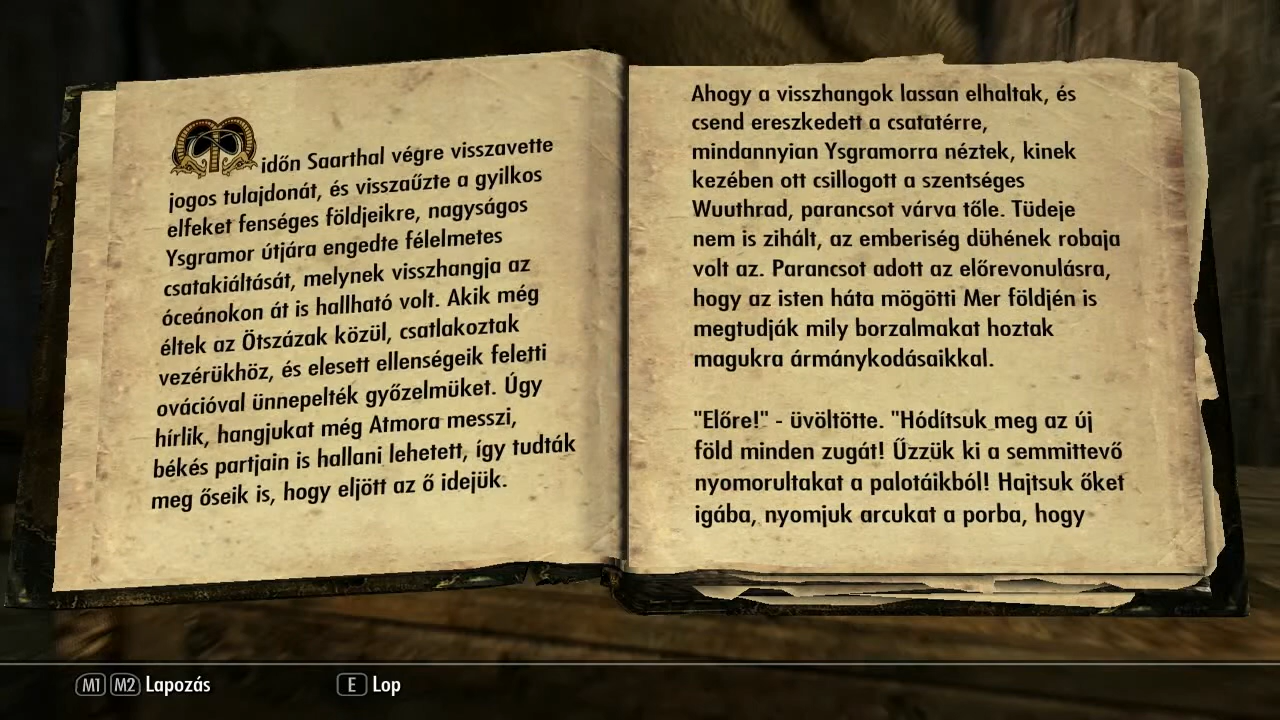 időn Saarthal végre visszavette
jogos tulajdonát, és visszaűzte a gyilkos
elfeket fenséges földjeikre, nagyságos
Ysgramor útjára engedte félelmetes
csatakiáltását, melynek visszhangja az
óceánokon át is hallható volt. Akik még
éltek az Ötszázak közül, csatlakoztak
vezérükhöz, és elesett ellenségeik feletti
ovációval ünnepelték győzelmüket. Úgy
hírlik, hangjukat még Atmora messzi,
békés partjain is hallani lehetett, így tudták
meg őseik is, hogy eljött az ő idejük.
Ahogy a visszhangok lassan elhaltak, és
csend ereszkedett a csatatérre,
mindannyian Ysgramorra néztek, kinek
kezében ott csillogott a szentséges
Wuuthrad, parancsot várva tőle. Tüdeje
nem is zihált, az emberiség dühének robaja
volt az. Parancsot adott az előrevonulásra,
hogy az isten háta mögötti Mer földjén is
megtudják mily borzalmakat hoztak
magukra ármánykodásaikkal.
"Előre!" - üvöltötte. "Hódítsuk meg az új
föld minden zugát! Űzzük ki a semmittevő
nyomorultakat a palotáikból! Hajtsuk őket
igába, nyomjuk arcukat a porba, hogy
M1 M2 Lapozás
E Lop